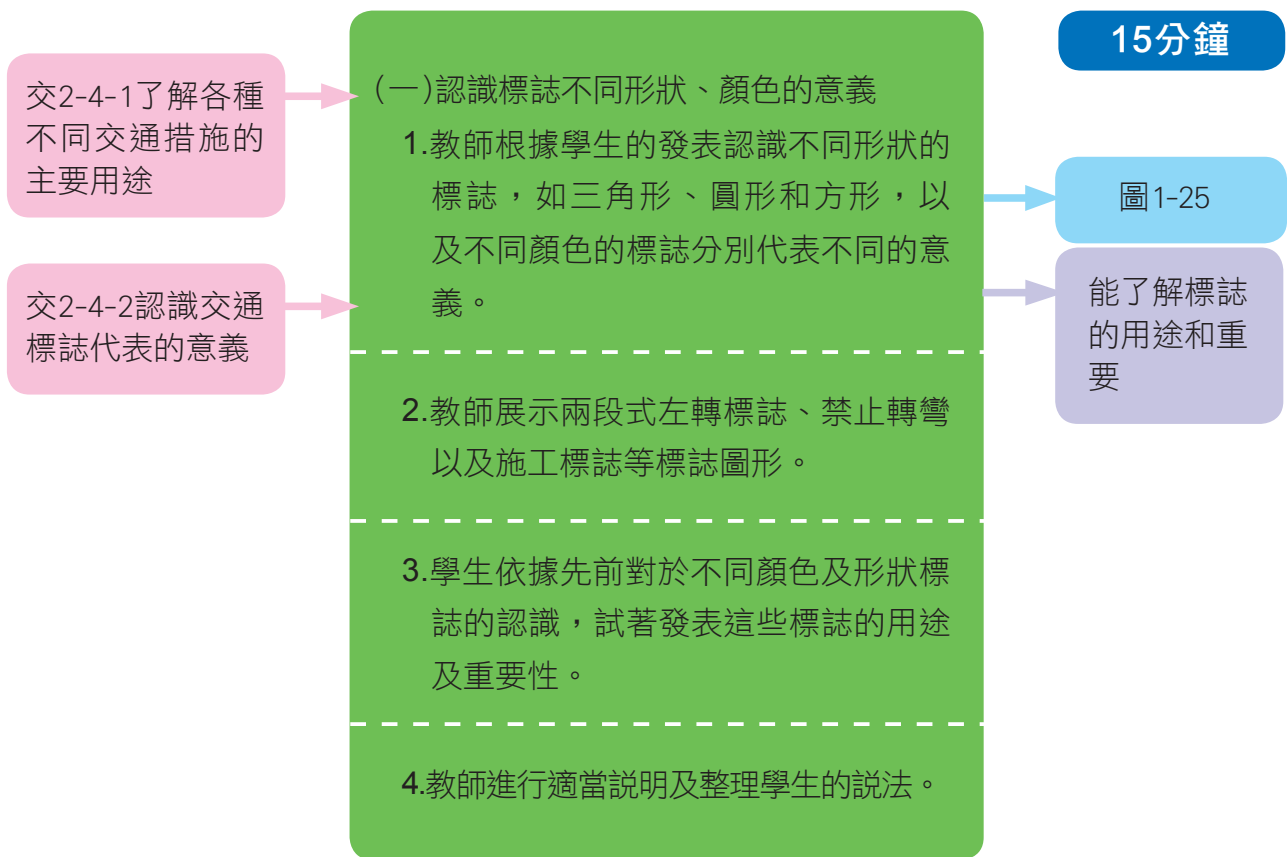 15分鐘
交2-4-1了解各種
不同交通措施的
主要用途
交2-4-2認識交通
標誌代表的意義
(一)認識標誌不同形狀、顏色的意義
1.教師根據學生的發表認識不同形狀的
標誌，如三角形、圓形和方形，以
及不同顏色的標誌分別代表不同的意
義。
2.教師展示兩段式左轉標誌、禁止轉彎
以及施工標誌等標誌圖形。
3.學生依據先前對於不同顏色及形狀標
誌的認識，試著發表這些標誌的用途
及重要性。
4.教師進行適當說明及整理學生的說法。
圖1-25
能了解標誌
的用途和重
要